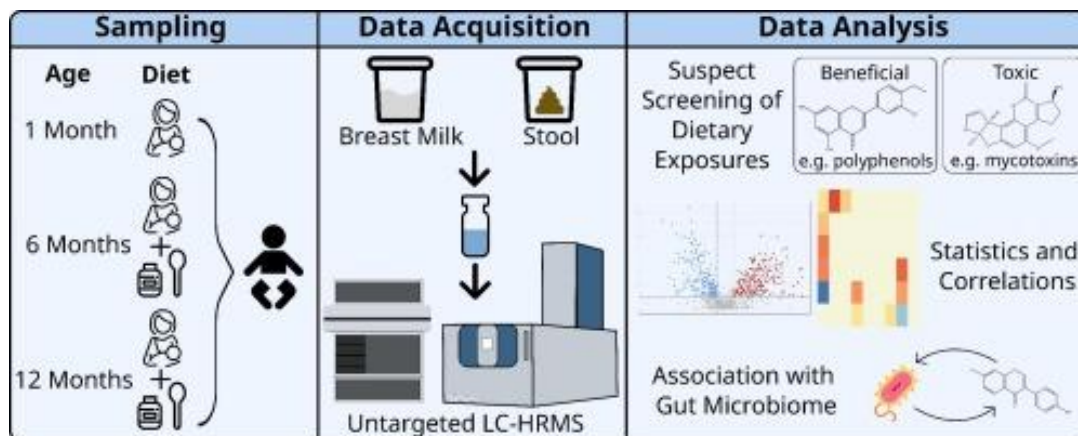 Sampling
Age Diet
1 Month
6 Months
+
12 Months
+
Data Acquisition
Breast Milk
Stool
Untargeted LC-HRMS
Data Analysis
Suspect
Screening of
Dietary
Exposures
Beneficial
e.g. polyphenols
Toxic
e.g. mycotoxins
Statistics and
Correlations
Association with
Gut Microbiome